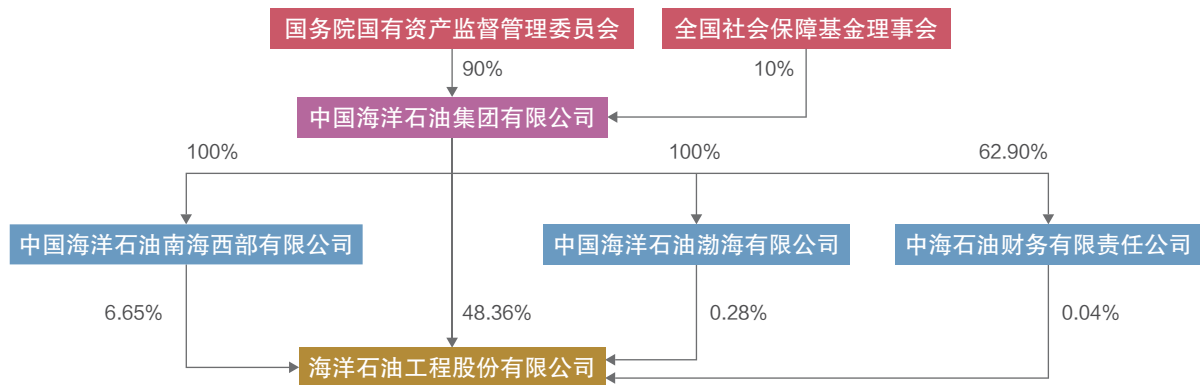 国务院国有资产监督管理委员会
全国社会保障基金理事会
90%
10%
中国海洋石油集团有限公司
100%
100%
62.90%
中国海洋石油南海西部有限公司
中国海洋石油渤海有限公司
中海石油财务有限责任公司
6.65%
48.36%
0.28%
0.04%
海洋石油工程股份有限公司